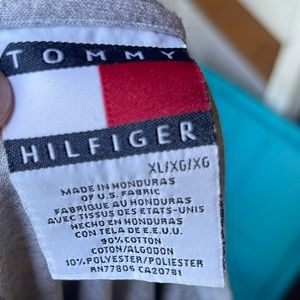 TOMMY
HILFIGER
XL/XG/XG
MADE IN HONDURAS
OF U.S. FABRIC
FABRIQUE AU HONDURAS
AVEC TISSUS DES ETATS-UNIS
HECHO EN HONDURAS
CON TELA DE E.E.U.U.
90% COTTON
COTON/ALGODON
10% POLYESTER/POLIESTER
RN77806 CA20781